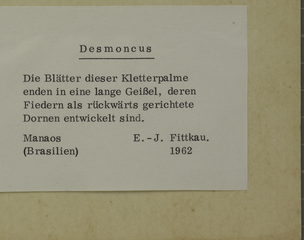 Desmoncus
Die Blätter dieser Kletterpalme
enden in eine lange Geißel, deren
Fiedern als rückwärts gerichtete
Dornen entwickelt sind.
Manaos E.-J. Fittkau.
(Brasilien) 1962